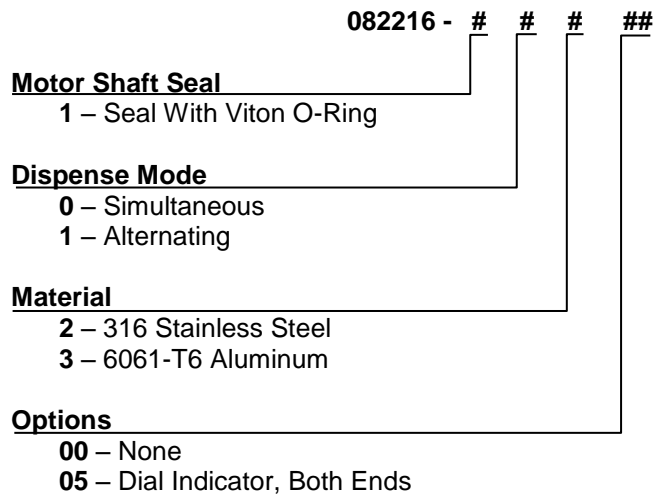 082216 - # # # ##
Motor Shaft Seal
1 – Seal With Viton O-Ring
Dispense Mode
0 – Simultaneous
1 – Alternating
Material
2 – 316 Stainless Steel
3 – 6061-T6 Aluminum
Options
00 – None
05 – Dial Indicator, Both Ends